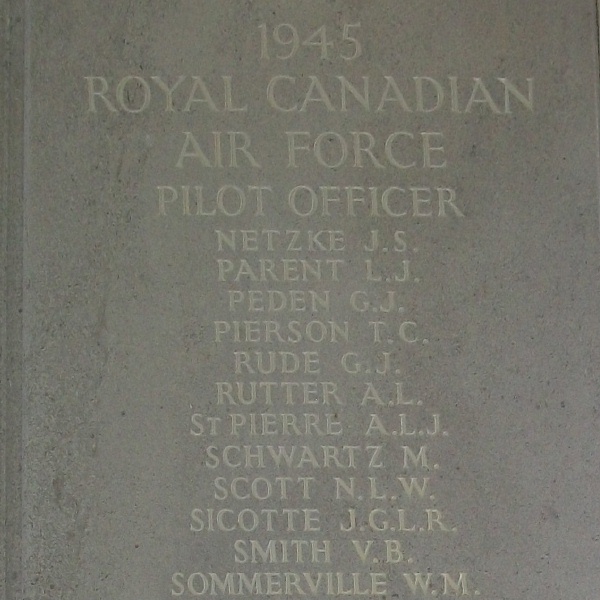 1945
ROYAL CANADIAN
AIR FORCE
PILOT OFFICER
NETZKE J.S.
PARENT L.J.
PEDEN G.J.
PIERSON T.C.
RUDE G.J.
RUTTER A.L.
ST PIERRE A.L.J.
SCHWARTZ M.
SCOTT N.L.W.
SICOTTE J.G.L.R.
SMITH V.B.
SOMMERVILLE W.M.